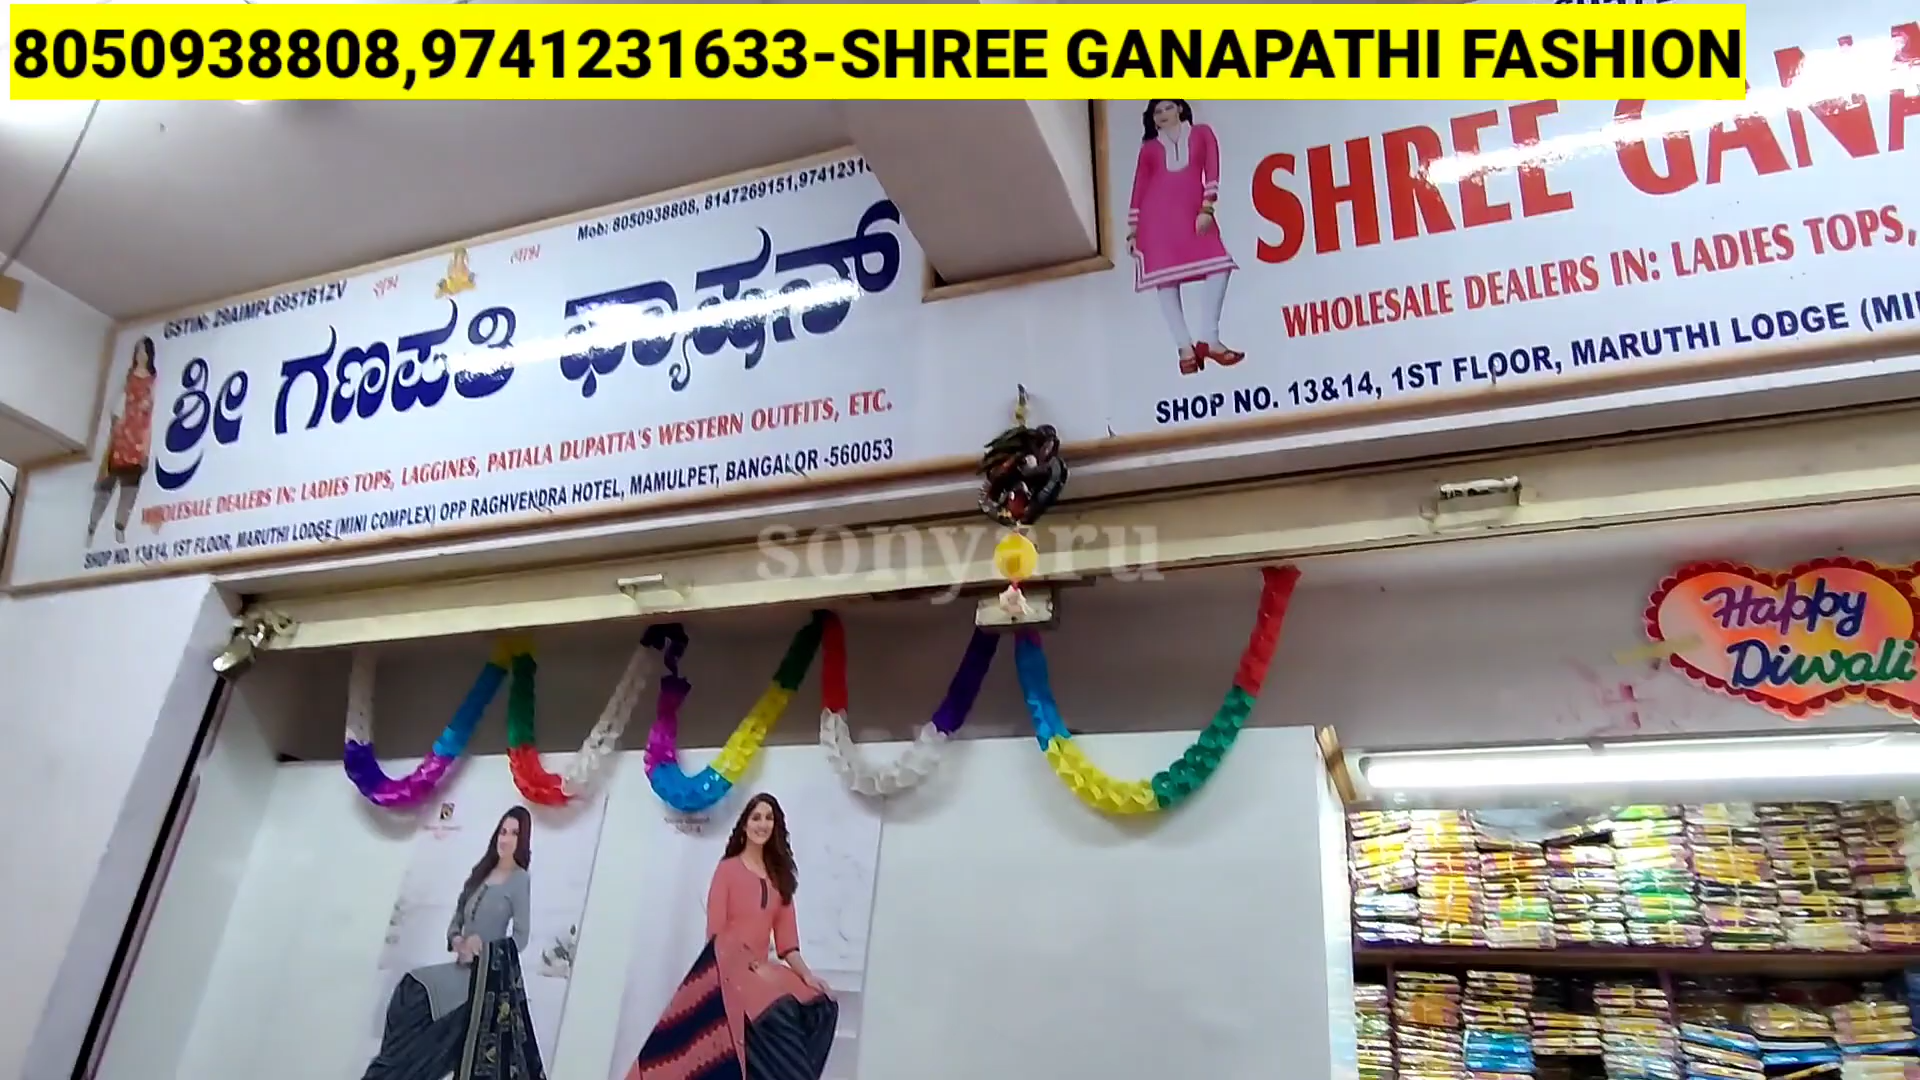 8050938808,9741231633-SHREE GANAPATHI FASHION
GSTIN: 29AIMPL6957B1ZV
Mob: 8050938808, 8147269151,9741231
ಶ್ರೀ ಗಣಪತಿ ಫ್ಯಾಷನ್
WHOLESALE DEALERS IN: LADIES TOPS, LAGGINES, PATIALA DUPATTA'S WESTERN OUTFITS, ETC.
SHOP NO. 13&14, 1ST FLOOR, MARUTHI LODGE (MINI COMPLEX) OPP RAGHVENDRA HOTEL, MAMULPET, BANGALOR -560053
SHREE GANA
WHOLESALE DEALERS IN: LADIES TOPS,
SHOP NO. 13&14, 1ST FLOOR, MARUTHI LODGE (MI
sonyaru
Happy
Diwali